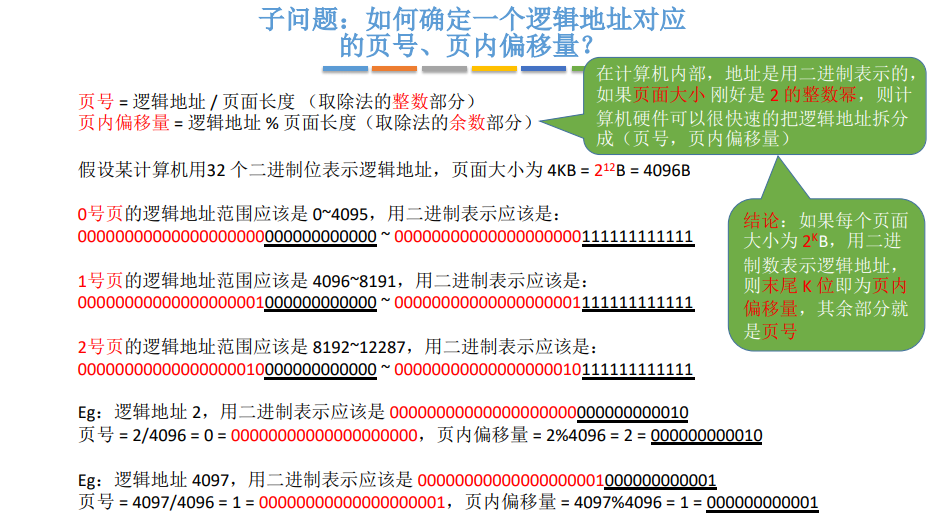 子问题：如何确定一个逻辑地址对应
的页号、页内偏移量？
页号 = 逻辑地址 / 页面长度 （取除法的整数部分）
页内偏移量 = 逻辑地址 % 页面长度（取除法的余数部分）
在计算机内部，地址是用二进制表示的，
如果页面大小 刚好是 2 的整数幂，则计
算机硬件可以很快速的把逻辑地址拆分
成（页号，页内偏移量）
假设某计算机用32 个二进制位表示逻辑地址，页面大小为 4KB = 2¹²B = 4096B
0号页的逻辑地址范围应该是 0~4095，用二进制表示应该是：
00000000000000000000000000000000 ~ 00000000000000000000111111111111
1号页的逻辑地址范围应该是 4096~8191，用二进制表示应该是：
00000000000000000001000000000000 ~ 00000000000000000001111111111111
2号页的逻辑地址范围应该是 8192~12287，用二进制表示应该是：
00000000000000000010000000000000 ~ 00000000000000000010111111111111
结论：如果每个页面
大小为 2ᴷB，用二进
制数表示逻辑地址，
则末尾 K 位即为页内
偏移量，其余部分就
是页号
Eg：逻辑地址 2，用二进制表示应该是 00000000000000000000000000000010
页号 = 2/4096 = 0 = 00000000000000000000，页内偏移量 = 2%4096 = 2 = 000000000010
Eg：逻辑地址 4097，用二进制表示应该是 00000000000000000001000000000001
页号 = 4097/4096 = 1 = 00000000000000000001，页内偏移量 = 4097%4096 = 1 = 000000000001